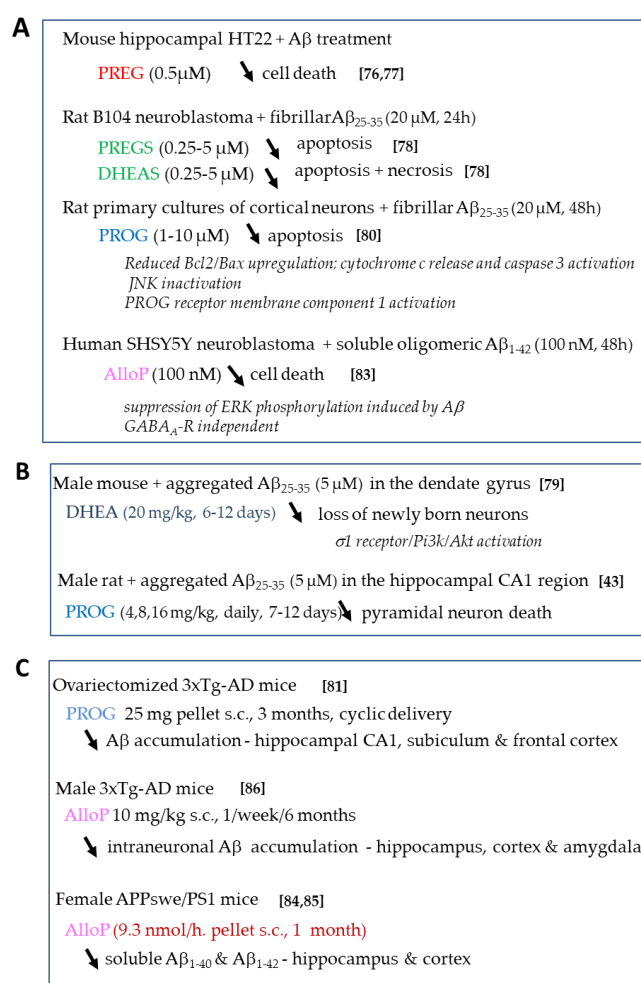 A
Mouse hippocampal HT22 + Aβ treatment
PREG (0.5μM) ↘ cell death [76,77]
Rat B104 neuroblastoma + fibrillar Aβ25-35 (20 μM, 24h)
PREGS (0.25-5 μM) ↘ apoptosis [78]
DHEAS (0.25-5 μM) ↘ apoptosis + necrosis [78]
Rat primary cultures of cortical neurons + fibrillar Aβ25-35 (20 μM, 48h)
PROG (1-10 μM) ↘ apoptosis [80]
Reduced Bcl2/Bax upregulation; cytochrome c release and caspase 3 activation
JNK inactivation
PROG receptor membrane component 1 activation
Human SHSY5Y neuroblastoma + soluble oligomeric Aβ1-42 (100 nM, 48h)
AlloP (100 nM) ↘ cell death [83]
suppression of ERK phosphorylation induced by Aβ
GABAA-R independent
B
Male mouse + aggregated Aβ25-35 (5 μM) in the dendate gyrus [79]
DHEA (20 mg/kg, 6-12 days) ↘ loss of newly born neurons
σ1 receptor/Pi3k/Akt activation
Male rat + aggregated Aβ25-35 (5 μM) in the hippocampal CA1 region [43]
PROG (4,8,16 mg/kg, daily, 7-12 days) ↘ pyramidal neuron death
C
Ovariectomized 3xTg-AD mice [81]
PROG 25 mg pellet s.c., 3 months, cyclic delivery
↘ Aβ accumulation - hippocampal CA1, subiculum & frontal cortex
Male 3xTg-AD mice [86]
AlloP 10 mg/kg s.c., 1/week/6 months
↘ intraneuronal Aβ accumulation - hippocampus, cortex & amygdala
Female APPswe/PS1 mice [84,85]
AlloP (9.3 nmol/h. pellet s.c., 1 month)
↘ soluble Aβ1-40 & Aβ1-42 - hippocampus & cortex